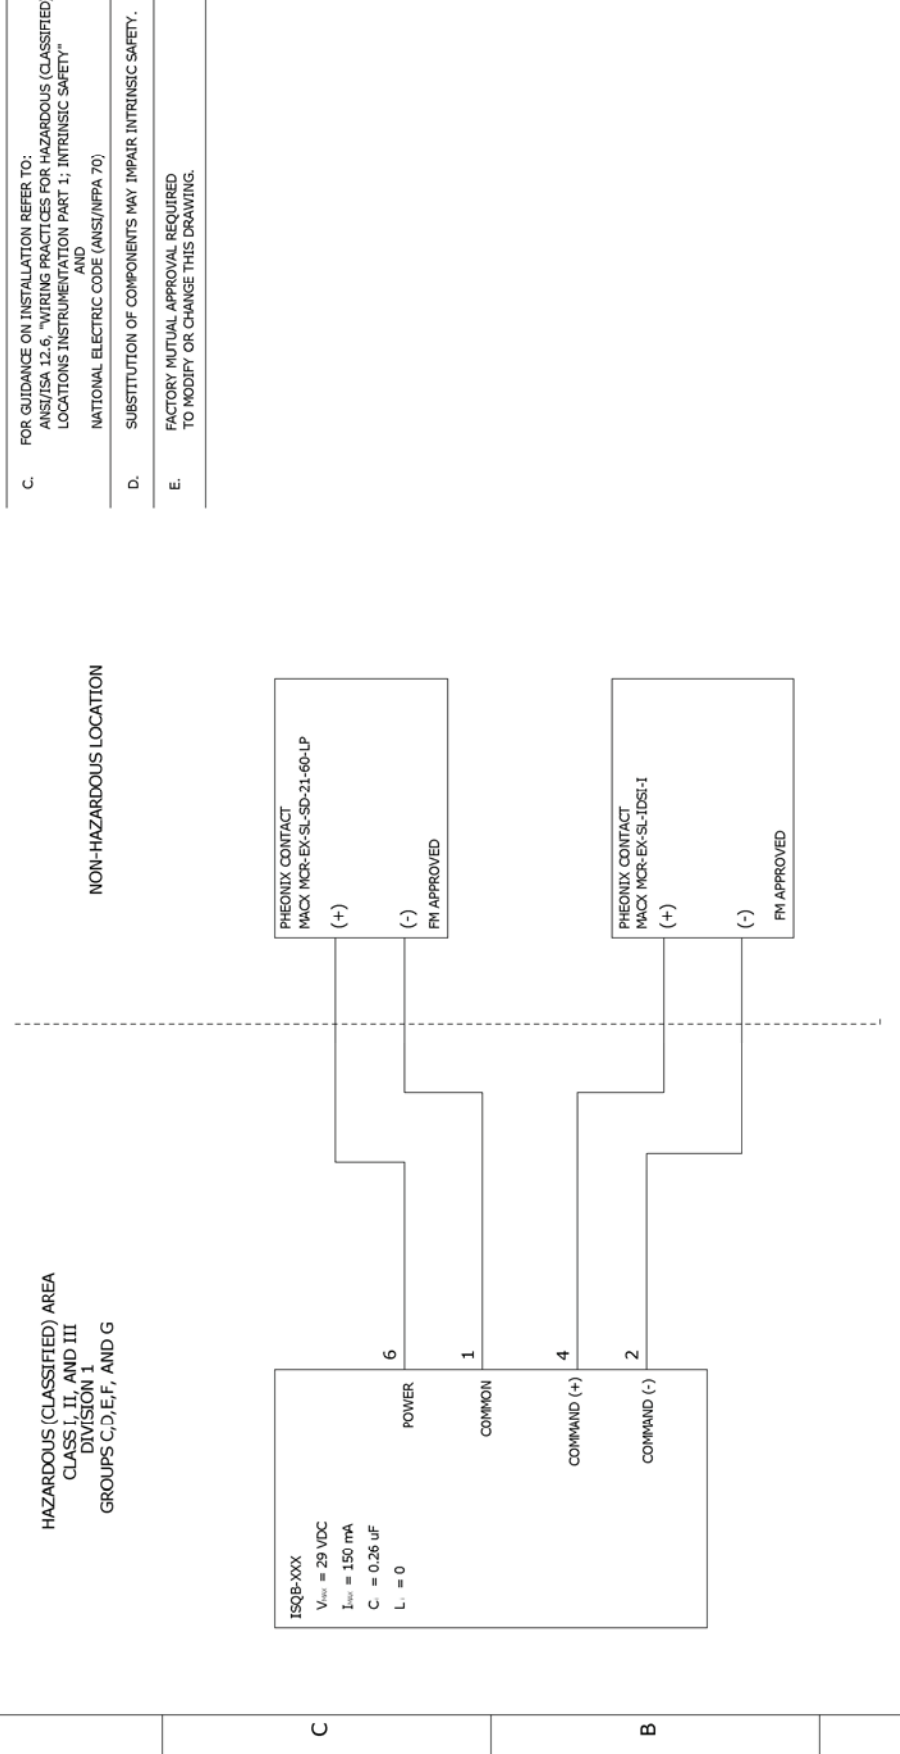 HAZARDOUS (CLASSIFIED) AREA
CLASS I, II, AND III
DIVISION 1
GROUPS C,D,E,F, AND G
NON-HAZARDOUS LOCATION
C. FOR GUIDANCE ON INSTALLATION REFER TO:
ANSI/ISA 12.6, "WIRING PRACTICES FOR HAZARDOUS (CLASSIFIED)
LOCATIONS INSTRUMENTATION PART 1; INTRINSIC SAFETY"
AND
NATIONAL ELECTRIC CODE (ANSI/NFPA 70)
D. SUBSTITUTION OF COMPONENTS MAY IMPAIR INTRINSIC SAFETY.
E. FACTORY MUTUAL APPROVAL REQUIRED
TO MODIFY OR CHANGE THIS DRAWING.
ISQB-XXX
VMAX = 29 VDC
IMAX = 150 mA
Ci = 0.26 uF
Li = 0
POWER
6
COMMON
1
COMMAND (+)
4
COMMAND (-)
2
PHEONIX CONTACT
MACX MCR-EX-SL-SD-21-60-LP
(+)
(-)
FM APPROVED
PHEONIX CONTACT
MACX MCR-EX-SL-IDSI-I
(+)
(-)
FM APPROVED
C
B